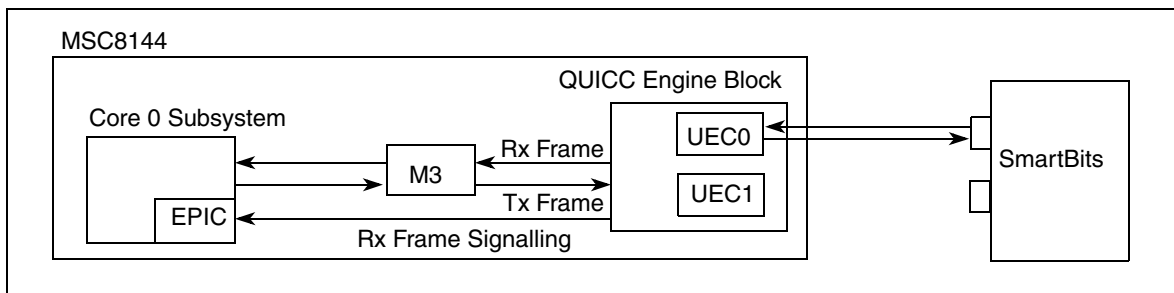 MSC8144
QUICC Engine Block
Core 0 Subsystem
UEC0
SmartBits
Rx Frame
M3
UEC1
Tx Frame
EPIC
Rx Frame Signalling